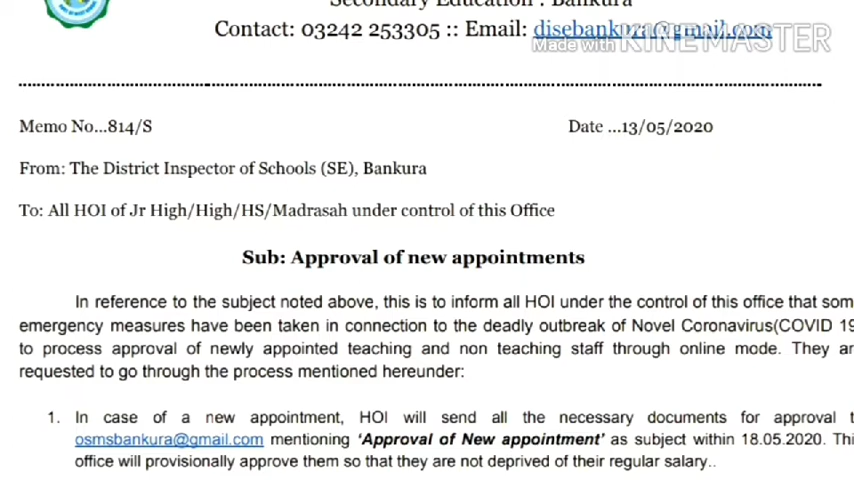 Secondary Education : Bankura
Contact: 03242 253305 :: Email: disebankura@gmail.com
Made with KINEMASTER
Memo No...814/S Date ...13/05/2020
From: The District Inspector of Schools (SE), Bankura
To: All HOI of Jr High/High/HS/Madrasah under control of this Office
Sub: Approval of new appointments
In reference to the subject noted above, this is to inform all HOI under the control of this office that som
emergency measures have been taken in connection to the deadly outbreak of Novel Coronavirus(COVID 19
to process approval of newly appointed teaching and non teaching staff through online mode. They ar
requested to go through the process mentioned hereunder:
1. In case of a new appointment, HOI will send all the necessary documents for approval t
osmsbankura@gmail.com mentioning 'Approval of New appointment' as subject within 18.05.2020. Thi
office will provisionally approve them so that they are not deprived of their regular salary..